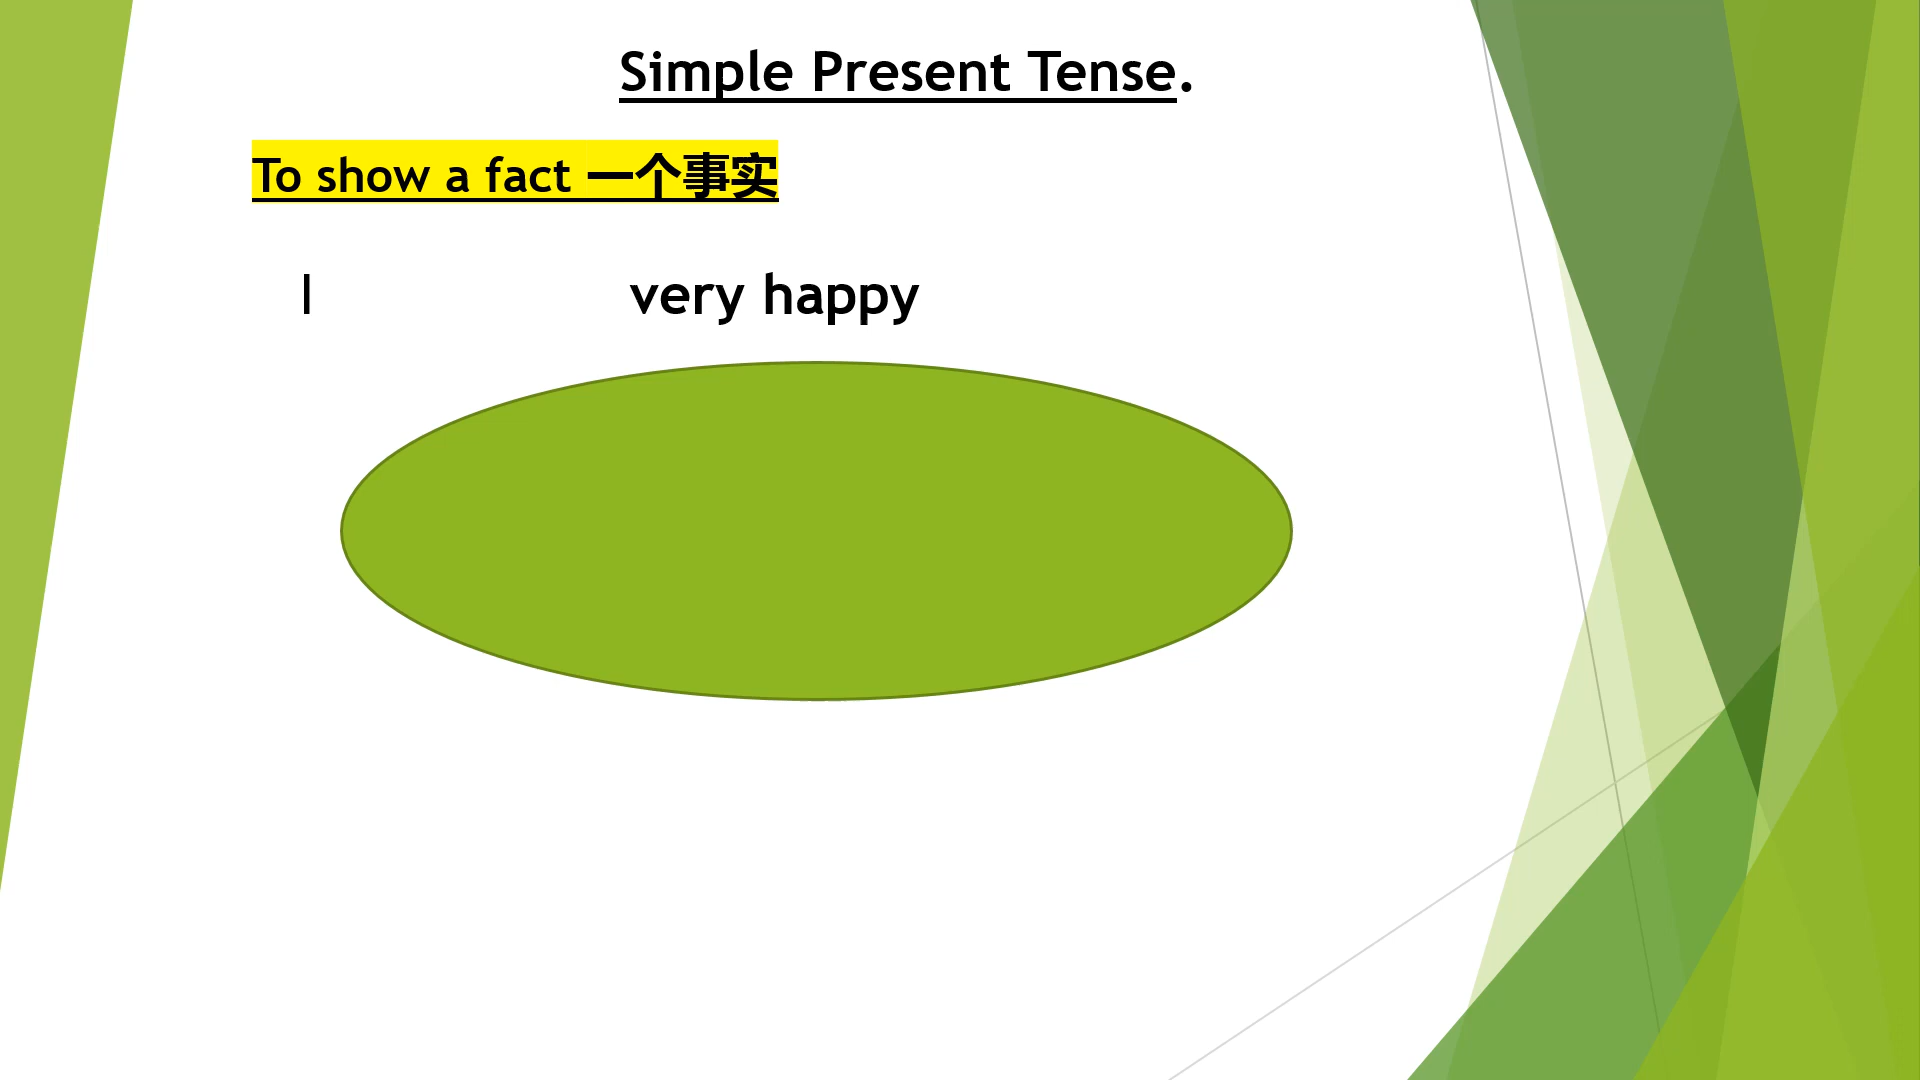 Simple Present Tense.
To show a fact 一个事实
I very happy